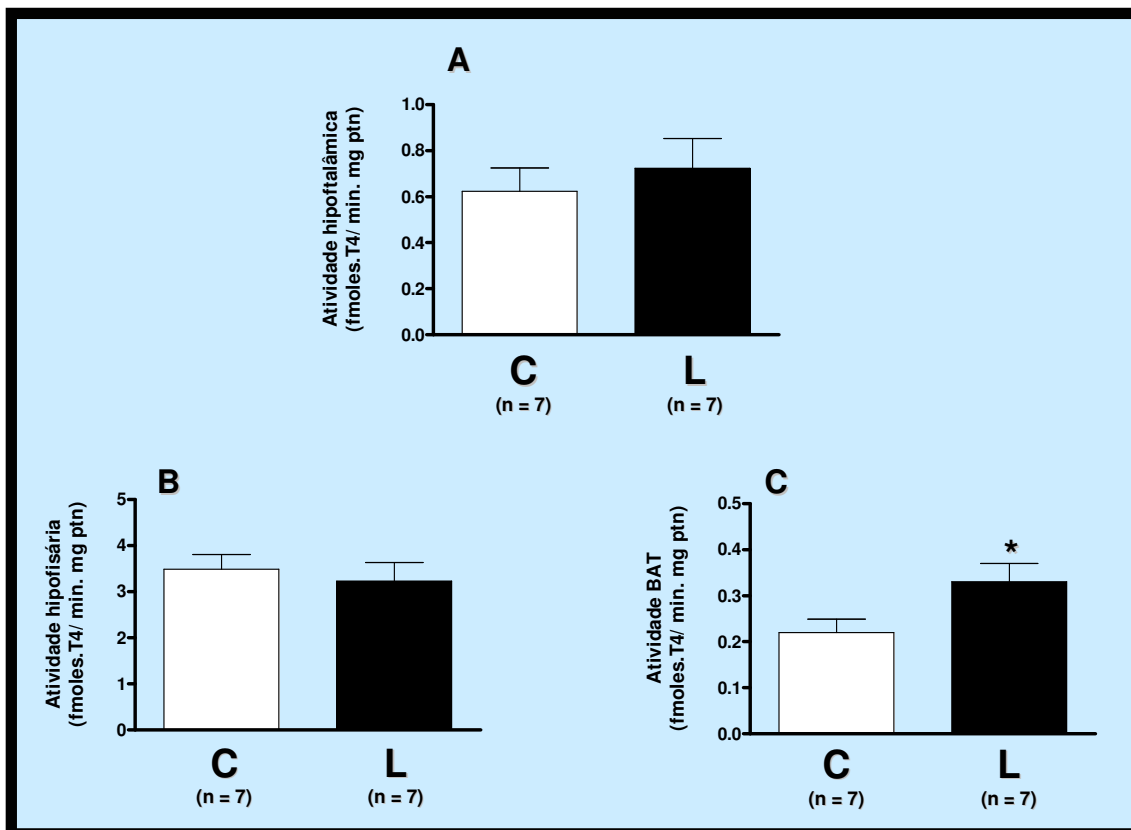 A
Atividade hipoftalâmica
(fmoles.T4/ min. mg ptn)
1.0
0.8
0.6
0.4
0.2
0.0
C
L
(n = 7)
(n = 7)
B
Atividade hipofisária
(fmoles.T4/ min. mg ptn)
5
4
3
2
1
0
C
L
(n = 7)
(n = 7)
C
Atividade BAT
(fmoles.T4/ min. mg ptn)
0.5
0.4
0.3
0.2
0.1
0.0
*
C
L
(n = 7)
(n = 7)